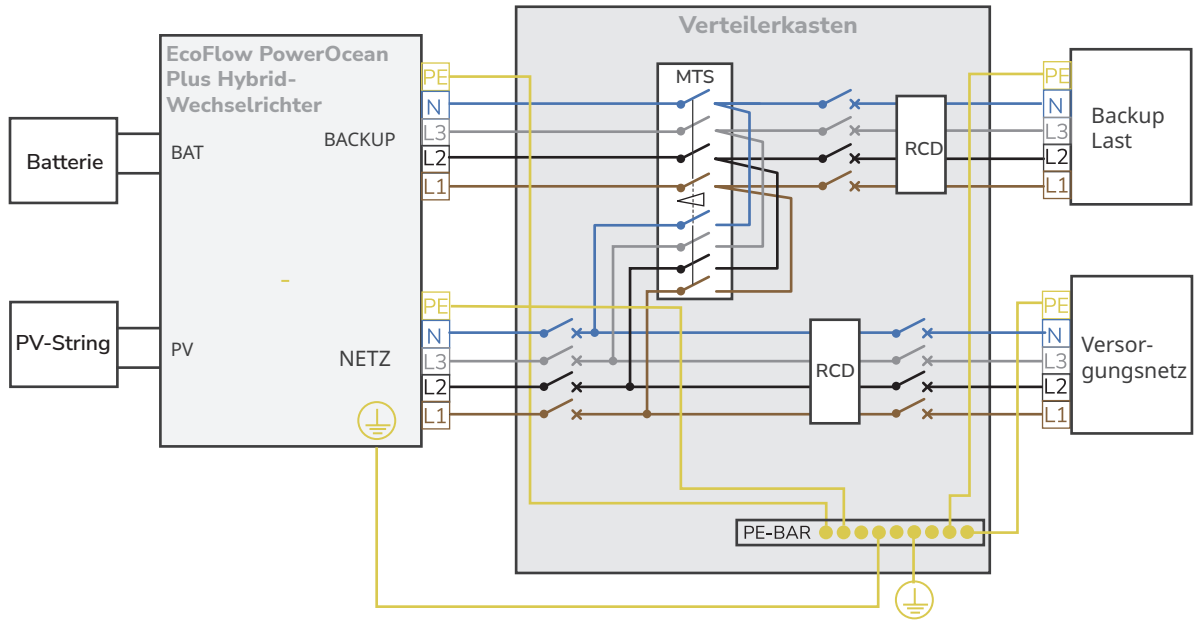 Verteilerkasten
EcoFlow PowerOcean
Plus Hybrid-
Wechselrichter
Batterie
BAT
BACKUP
PE
N
L3
L2
L1
MTS
RCD
PE
N
L3
L2
L1
Backup
Last
PV-String
PV
NETZ
PE
N
L3
L2
L1
RCD
PE
N
L3
L2
L1
Versor-
gungsnetz
PE-BAR